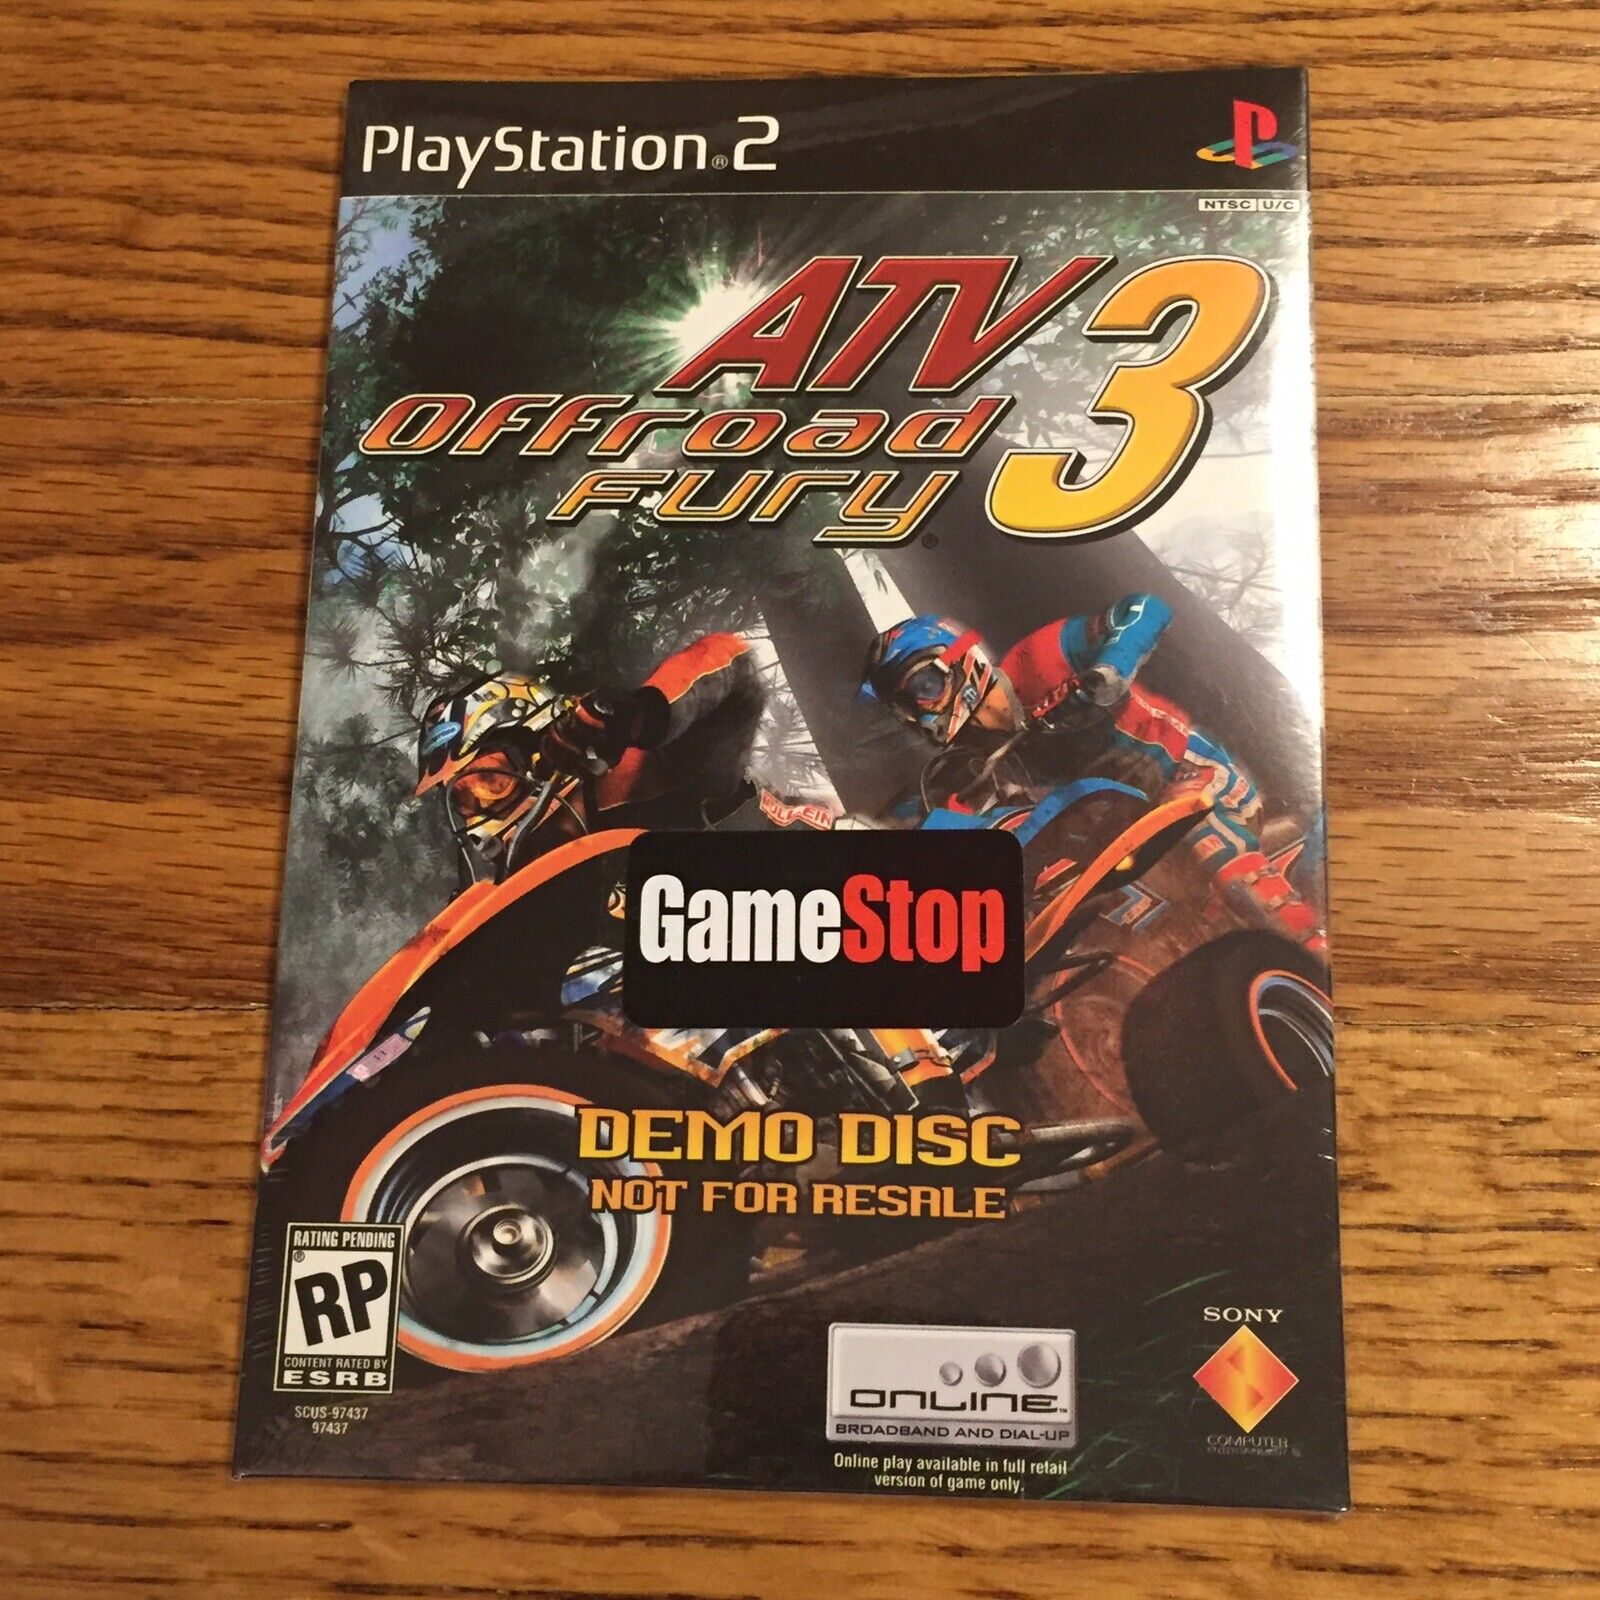 PlayStation®2
NTSC U/C
ATV
Offroad
Fury® 3
GameStop
DEMO DISC
NOT FOR RESALE
RATING PENDING
RP
CONTENT RATED BY
ESRB
SCUS-97437
97437
ONLINE™
BROADBAND AND DIAL-UP
Online play available in full retail
version of game only.
SONY
COMPUTER
ENTERTAINMENT®